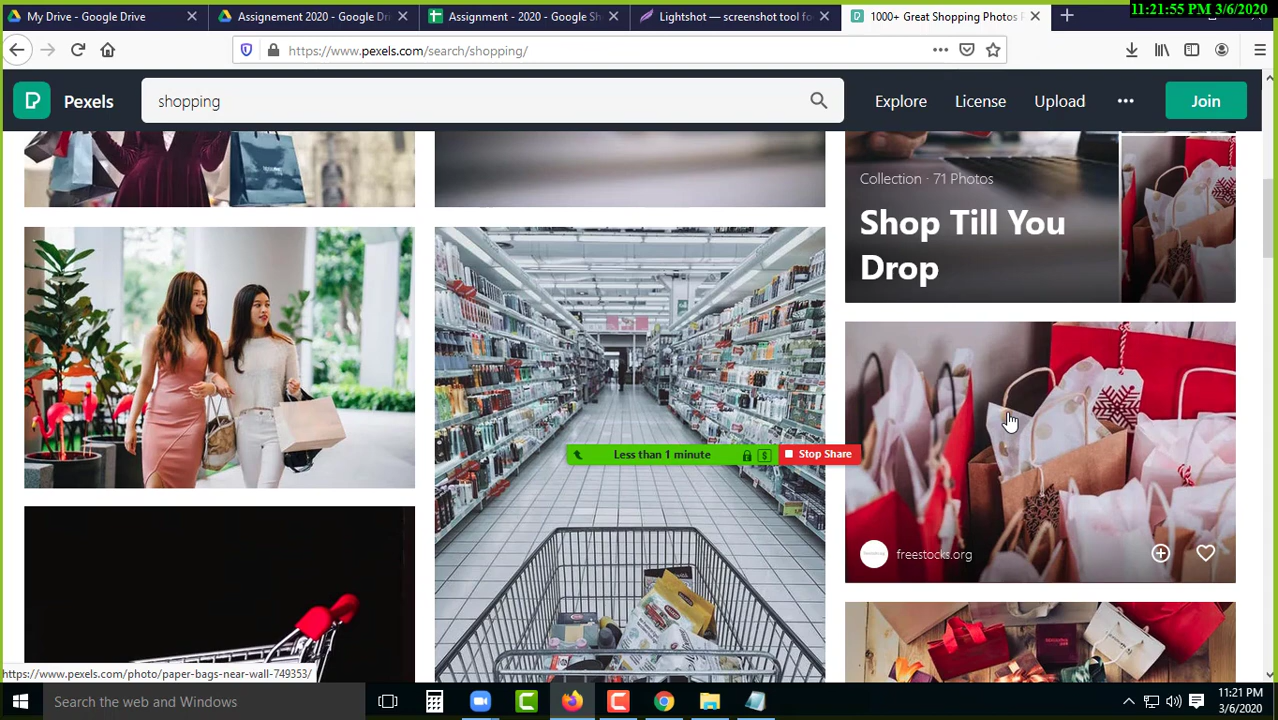 11:21:55 PM 3/6/2020
My Drive - Google Drive
Assignement 2020 - Google Dri
Assignment - 2020 - Google Sh
Lightshot — screenshot tool fo
1000+ Great Shopping Photos P
https://www.pexels.com/search/shopping/
Pexels
shopping
Explore
License
Upload
Join
Collection · 71 Photos
Shop Till You
Drop
Less than 1 minute
$
Stop Share
freestocks.org
https://www.pexels.com/photo/paper-bags-near-wall-749353/
Search the web and Windows
11:21 PM
3/6/2020